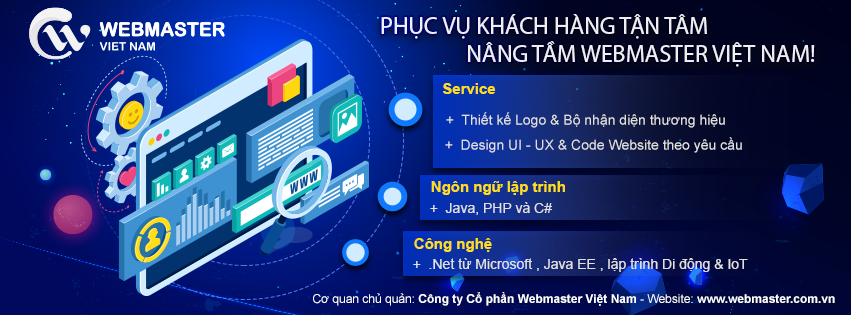 WEBMASTER
VIET NAM
PHỤC VỤ KHÁCH HÀNG TẬN TÂM
NÂNG TẦM WEBMASTER VIỆT NAM!
Service
+ Thiết kế Logo & Bộ nhận diện thương hiệu
+ Design UI - UX & Code Website theo yêu cầu
WWW
Ngôn ngữ lập trình
+ Java, PHP và C#
Công nghệ
+ .Net từ Microsoft , Java EE , lập trình Di động & IoT
Cơ quan chủ quản: Công ty Cổ phần Webmaster Việt Nam - Website: www.webmaster.com.vn